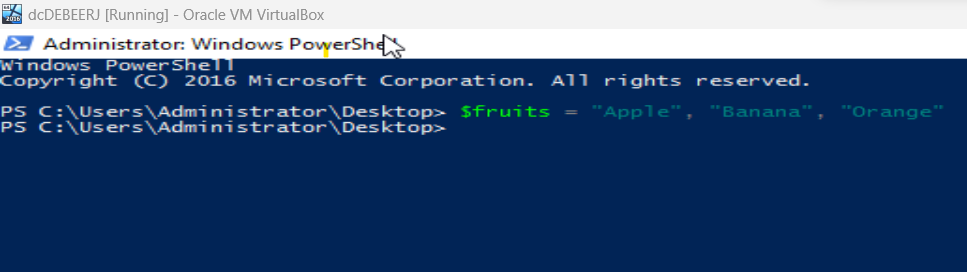 dcDEBEERJ [Running] - Oracle VM VirtualBox
Administrator: Windows PowerShell
Windows PowerShell
Copyright (C) 2016 Microsoft Corporation. All rights reserved.
PS C:\Users\Administrator\Desktop> $fruits = "Apple", "Banana", "Orange"
PS C:\Users\Administrator\Desktop>